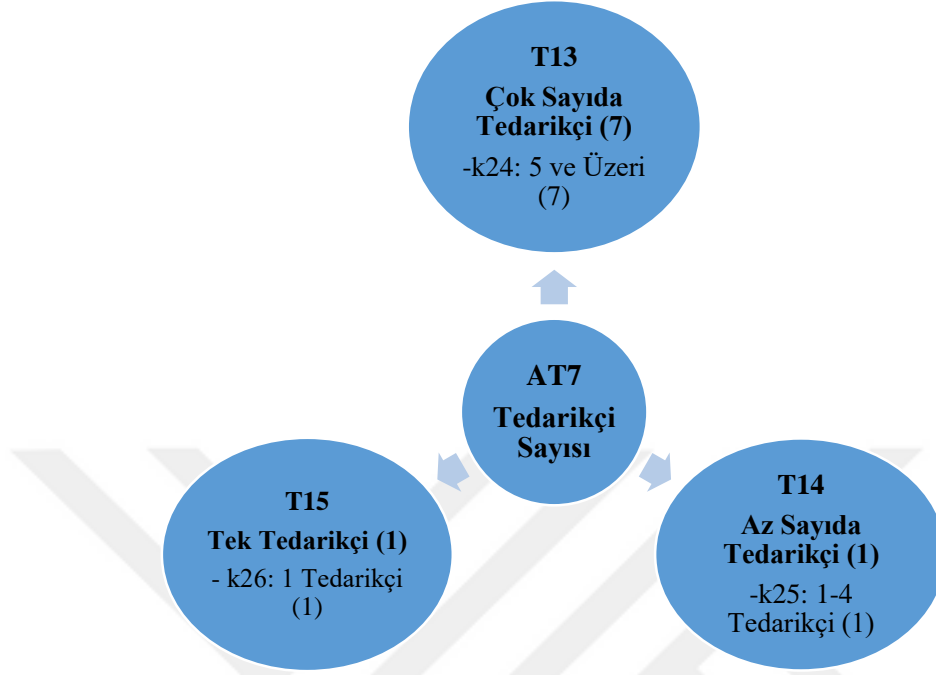 T13
Çok Sayıda
Tedarikçi (7)
-k24: 5 ve Üzeri
(7)
AT7
Tedarikçi
Sayısı
T15
Tek Tedarikçi (1)
- k26: 1 Tedarikçi
(1)
T14
Az Sayıda
Tedarikçi (1)
-k25: 1-4
Tedarikçi (1)